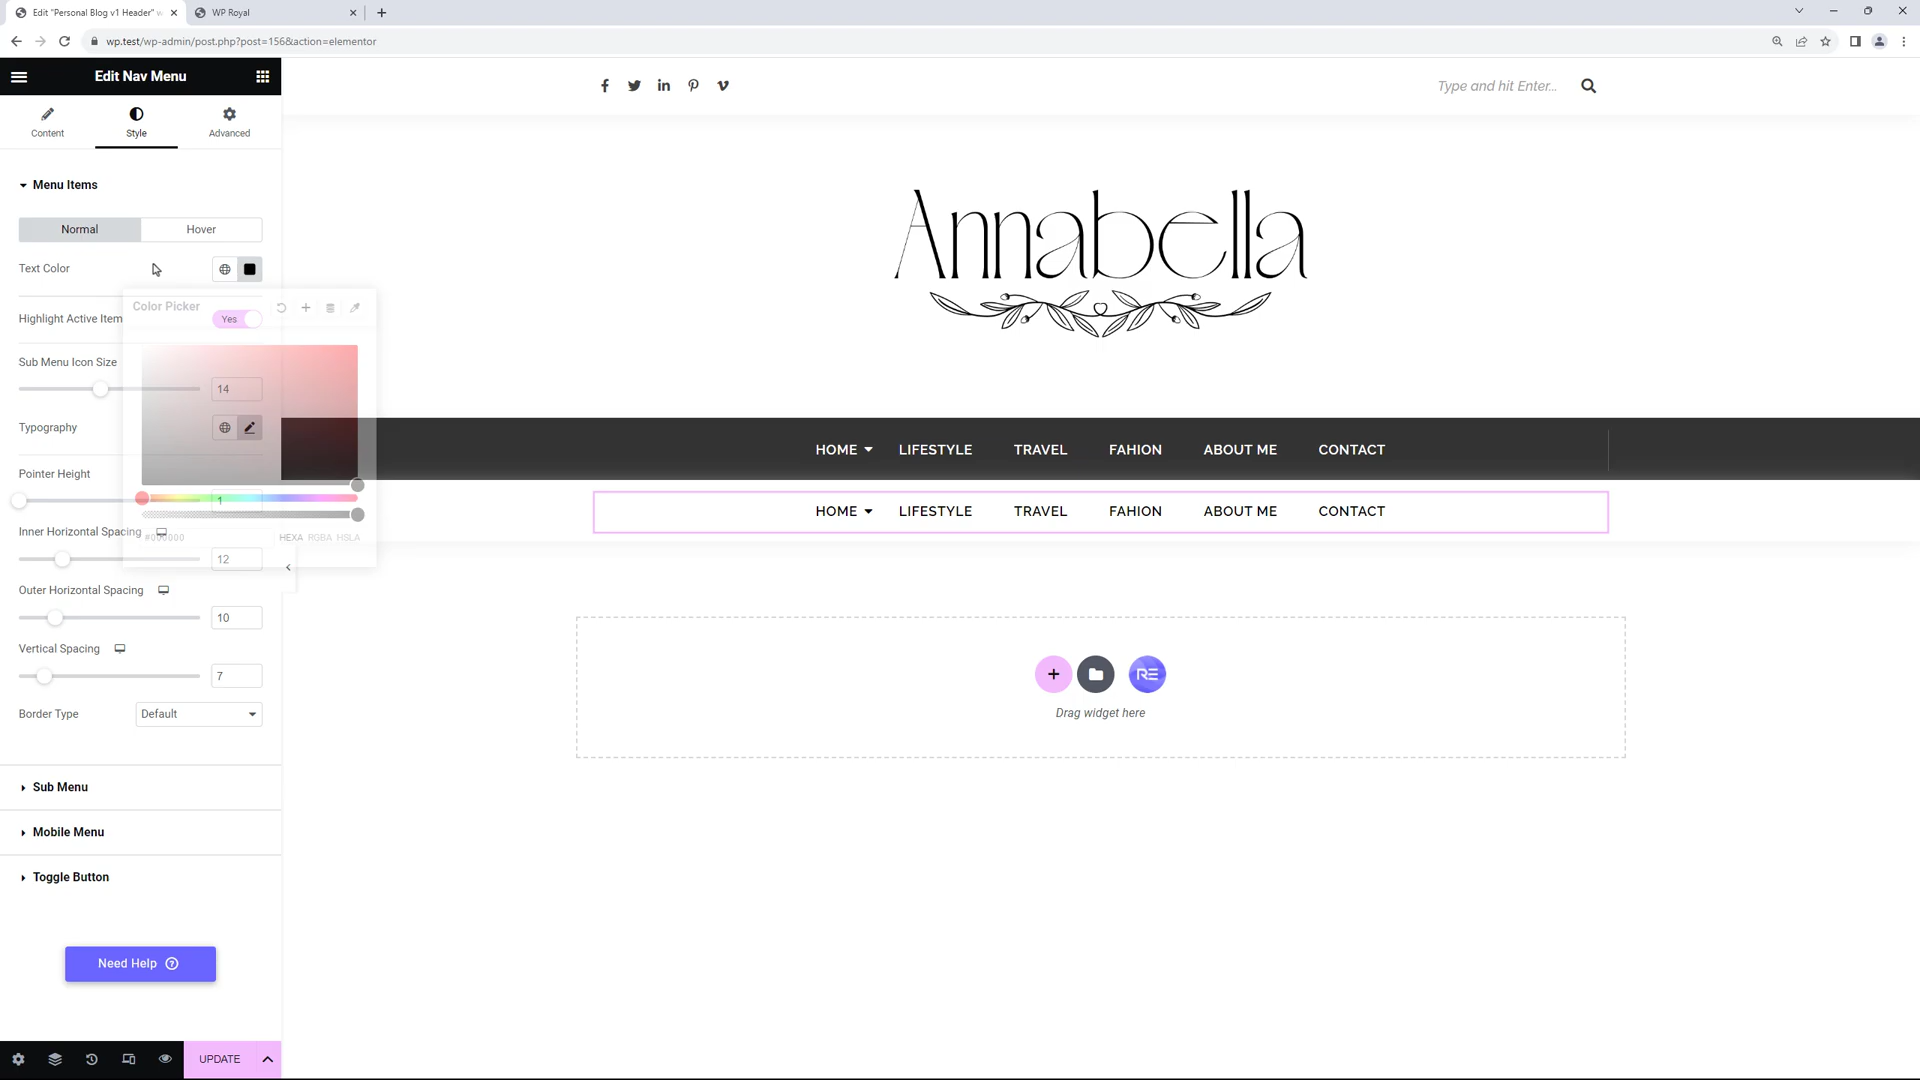 Edit "Personal Blog v1 Header" w
WP Royal
wp.test/wp-admin/post.php?post=156&action=elementor
Edit Nav Menu
Content
Style
Advanced
Type and hit Enter...
Menu Items
Normal
Hover
Text Color
Annabella
Color Picker
Highlight Active Item
Yes
Sub Menu Icon Size
14
Typography
HOME LIFESTYLE TRAVEL FAHION ABOUT ME CONTACT
Pointer Height
1
HOME LIFESTYLE TRAVEL FAHION ABOUT ME CONTACT
Inner Horizontal Spacing
#000000
HEXA RGBA HSLA
12
Outer Horizontal Spacing
10
Vertical Spacing
7
RE
Drag widget here
Border Type
Default
Sub Menu
Mobile Menu
Toggle Button
Need Help
UPDATE